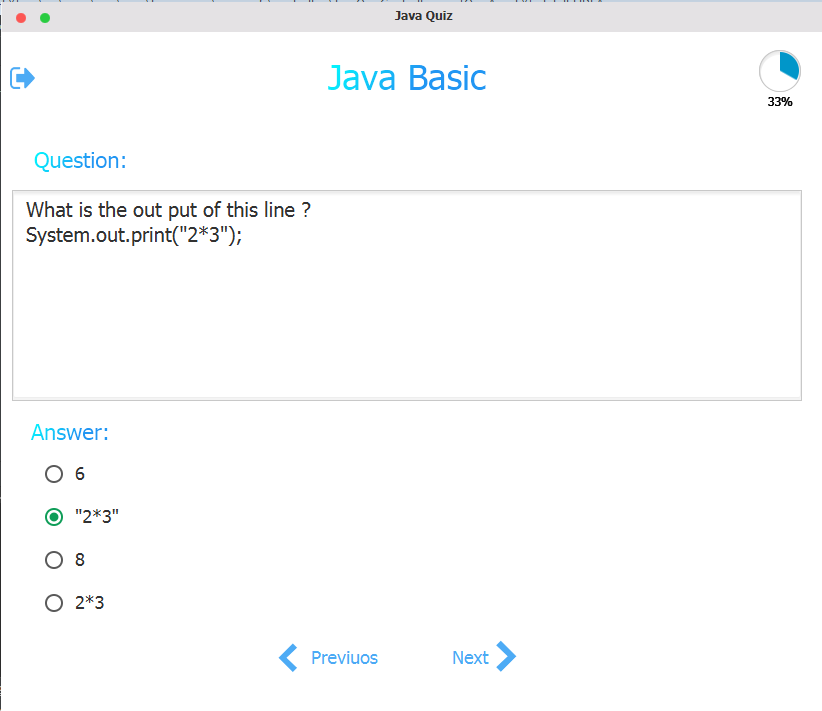 Java Quiz
Java Basic
33%
Question:
What is the out put of this line ?
System.out.print("2*3");
Answer:
6
"2*3"
8
2*3
Previuos
Next